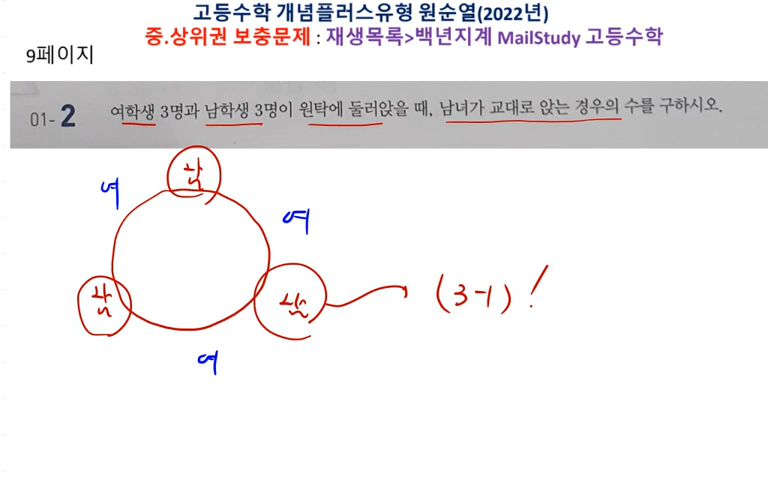 고등수학 개념플러스유형 원순열(2022년)
중.상위권 보충문제 : 재생목록>백년지계 MailStudy 고등수학
9페이지
01- 2 여학생 3명과 남학생 3명이 원탁에 둘러앉을 때, 남녀가 교대로 앉는 경우의 수를 구하시오.
남
여
여
남
남
(3-1)!
여